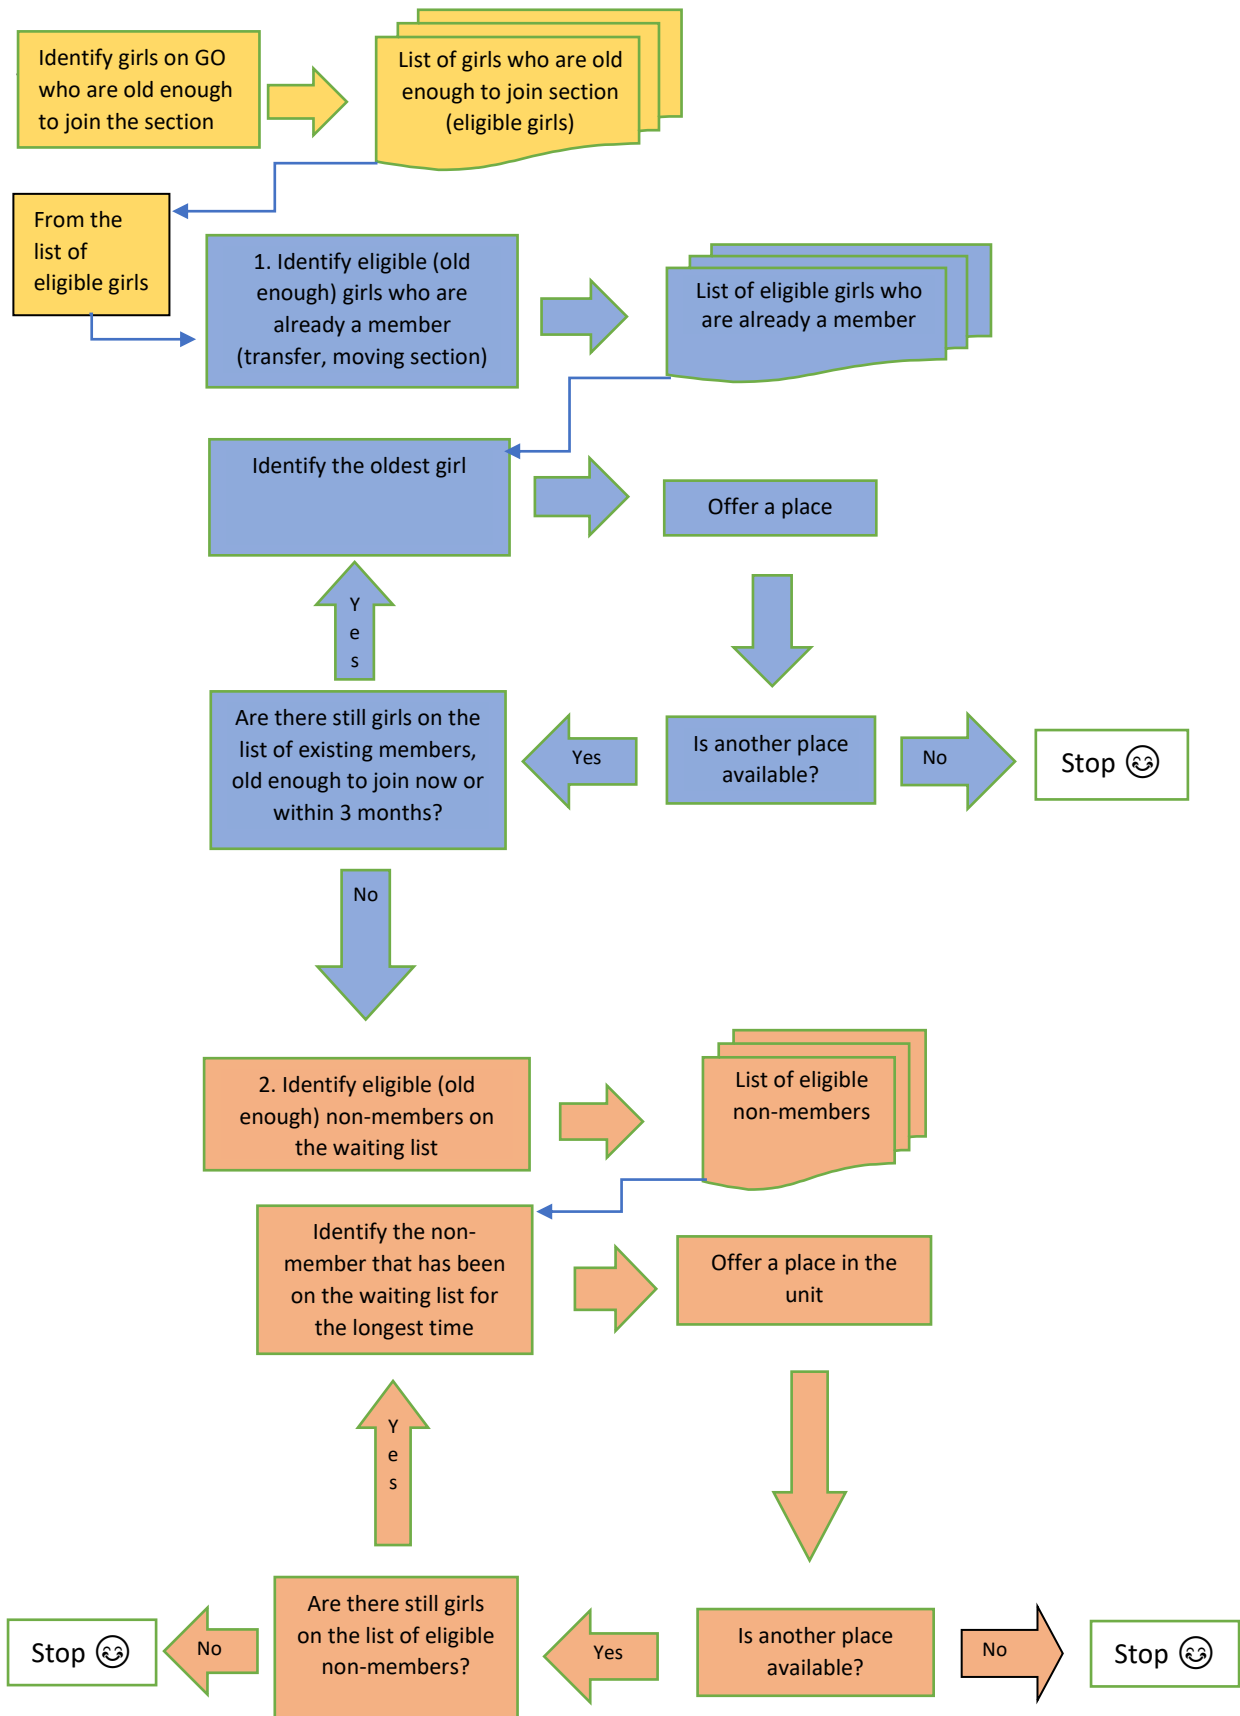 Identify girls on GO
who are old enough
to join the section
List of girls who are old
enough to join section
(eligible girls)
From the
list of
eligible girls
1. Identify eligible (old
enough) girls who are
already a member
(transfer, moving section)
List of eligible girls who
are already a member
Identify the oldest girl
Offer a place
Yes
Are there still girls on the
list of existing members,
old enough to join now or
within 3 months?
Yes
Is another place
available?
No
Stop 😊
No
2. Identify eligible (old
enough) non-members on
the waiting list
List of eligible
non-members
Identify the non-
member that has been
on the waiting list for
the longest time
Offer a place in the
unit
Yes
Stop 😊
No
Are there still girls
on the list of eligible
non-members?
Yes
Is another place
available?
No
Stop 😊